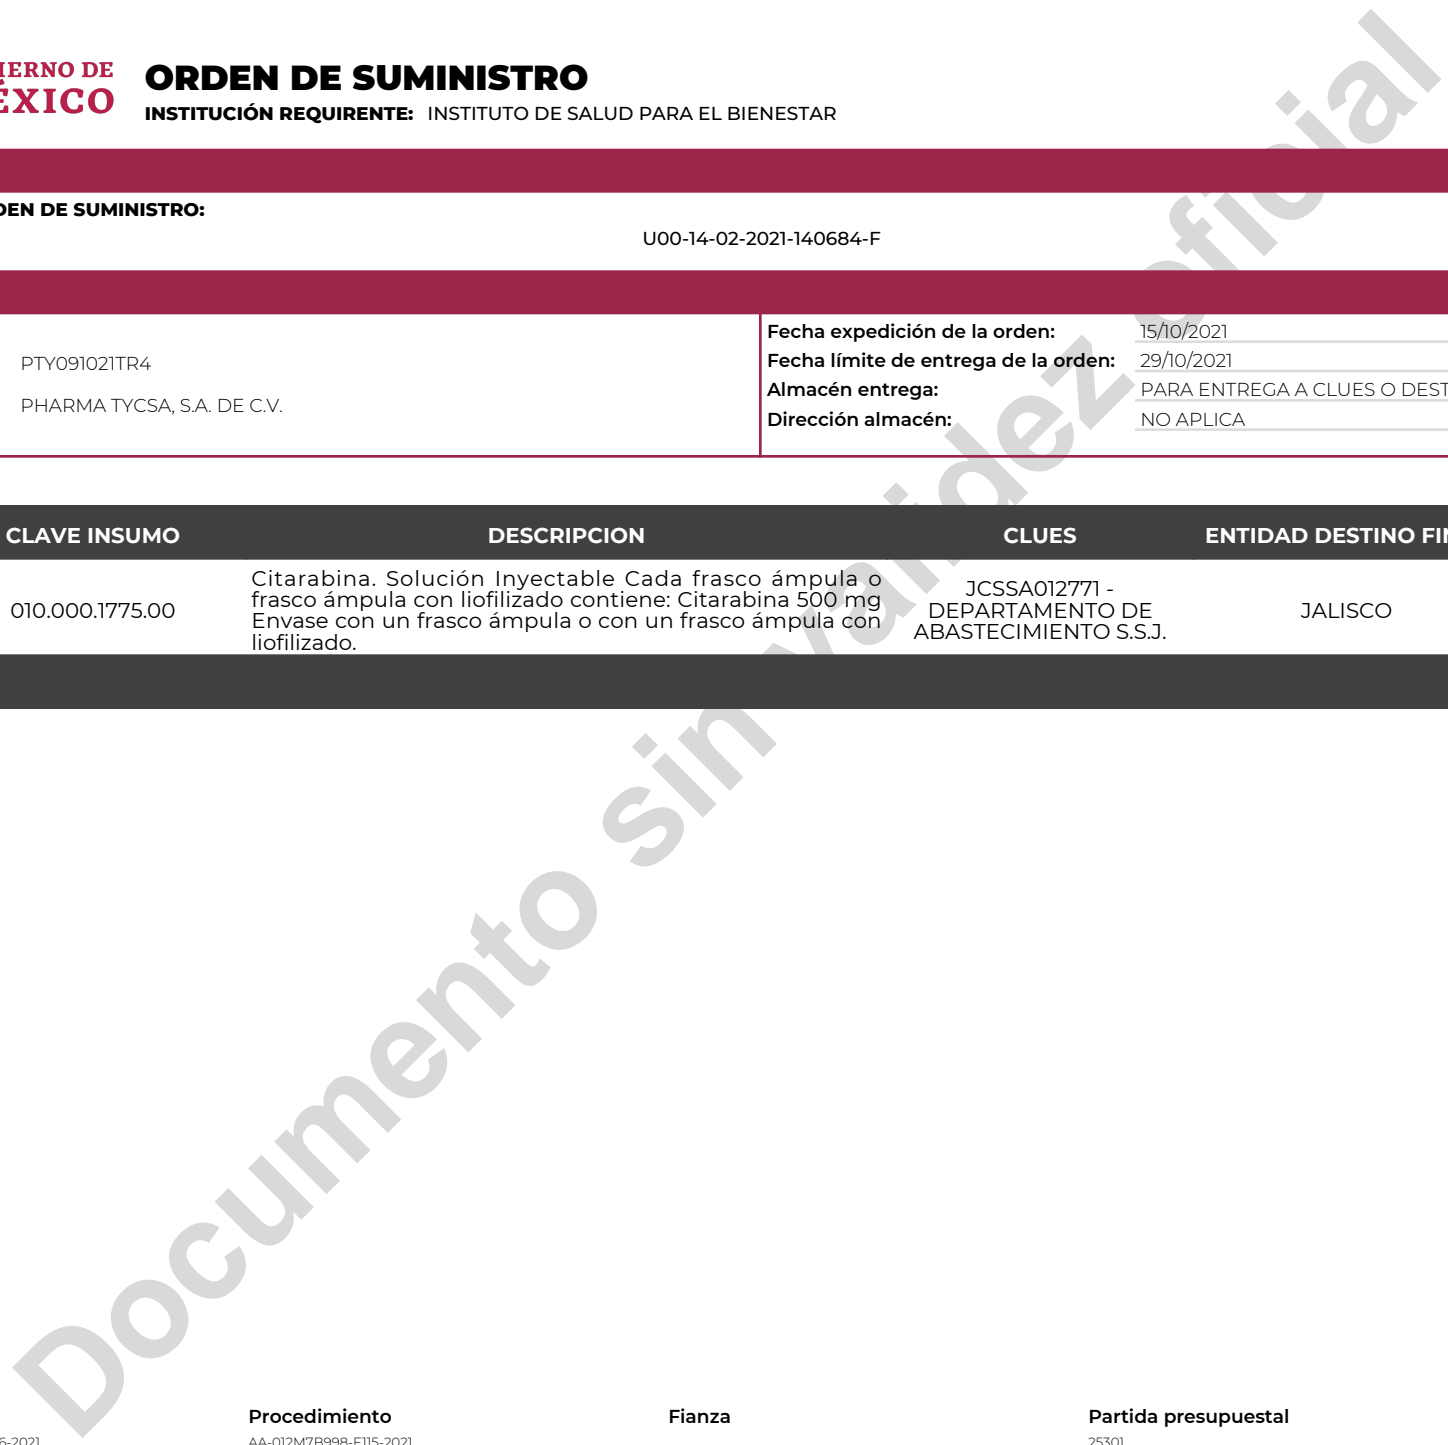 IERNO DE
ÉXICO
ORDEN DE SUMINISTRO
INSTITUCIÓN REQUIRENTE: INSTITUTO DE SALUD PARA EL BIENESTAR
DEN DE SUMINISTRO:
U00-14-02-2021-140684-F
PTY091021TR4
PHARMA TYCSA, S.A. DE C.V.
Fecha expedición de la orden: 15/10/2021
Fecha límite de entrega de la orden: 29/10/2021
Almacén entrega: PARA ENTREGA A CLUES O DEST
Dirección almacén: NO APLICA
CLAVE INSUMO DESCRIPCION CLUES ENTIDAD DESTINO FIN
010.000.1775.00
Citarabina. Solución Inyectable Cada frasco ámpula o
frasco ámpula con liofilizado contiene: Citarabina 500 mg
Envase con un frasco ámpula o con un frasco ámpula con
liofilizado.
JCSSA012771 -
DEPARTAMENTO DE
ABASTECIMIENTO S.S.J.
JALISCO
Documento sin validez oficial
Procedimiento Fianza Partida presupuestal
6-2021 AA-012M7B998-E115-2021 25301